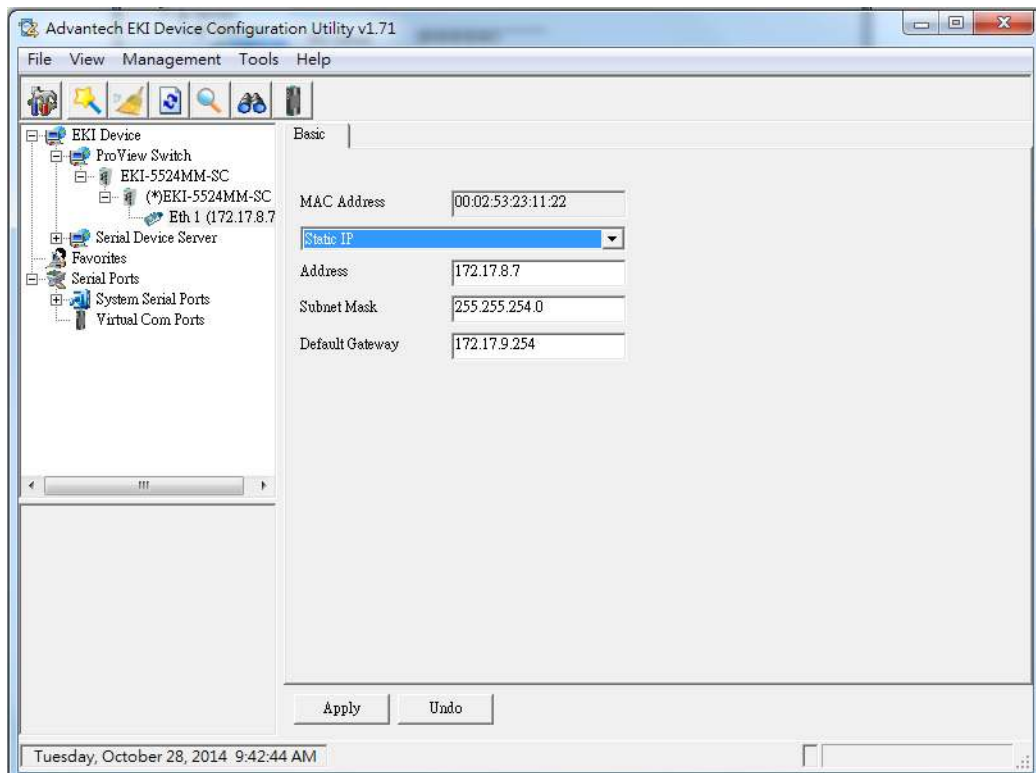 Advantech EKI Device Configuration Utility v1.71
File View Management Tools Help
EKI Device
ProView Switch
EKI-5524MM-SC
(*)EKI-5524MM-SC
Eth 1 (172.17.8.7
Serial Device Server
Favorites
Serial Ports
System Serial Ports
Virtual Com Ports
Basic
MAC Address 00:02:53:23:11:22
Static IP
Address 172.17.8.7
Subnet Mask 255.255.254.0
Default Gateway 172.17.9.254
Apply Undo
Tuesday, October 28, 2014 9:42:44 AM